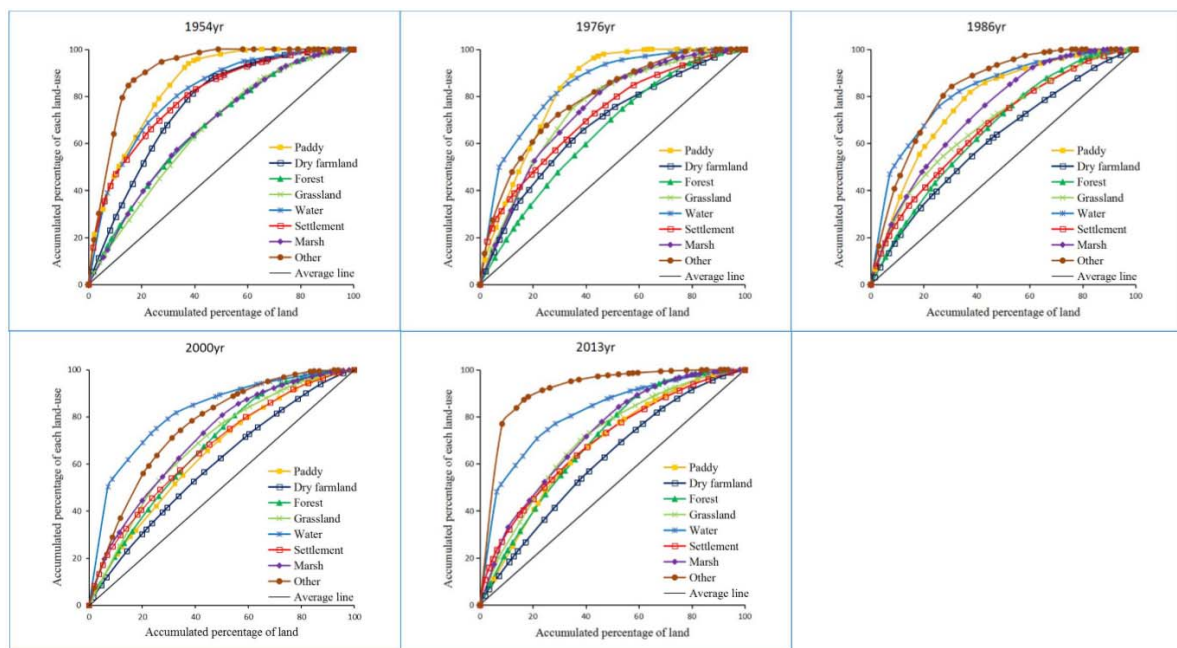 1954yr
100
80
60
40
20
0
0 20 40 60 80 100
Accumulated percentage of each land-use
Accumulated percentage of land
Paddy
Dry farmland
Forest
Grassland
Water
Settlement
Marsh
Other
Average line
1976yr
100
80
60
40
20
0
0 20 40 60 80 100
Accumulated percentage of each land-use
Accumulated percentage of land
Paddy
Dry farmland
Forest
Grassland
Water
Settlement
Marsh
Other
Average line
1986yr
100
80
60
40
20
0
0 20 40 60 80 100
Accumulated percentage of each land-use
Accumulated percentage of land
Paddy
Dry farmland
Forest
Grassland
Water
Settlement
Marsh
Other
Average line
2000yr
100
80
60
40
20
0
0 20 40 60 80 100
Accumulated percentage of each land-use
Accumulated percentage of land
Paddy
Dry farmland
Forest
Grassland
Water
Settlement
Marsh
Other
Average line
2013yr
100
80
60
40
20
0
0 20 40 60 80 100
Accumulated percentage of each land-use
Accumulated percentage of land
Paddy
Dry farmland
Forest
Grassland
Water
Settlement
Marsh
Other
Average line